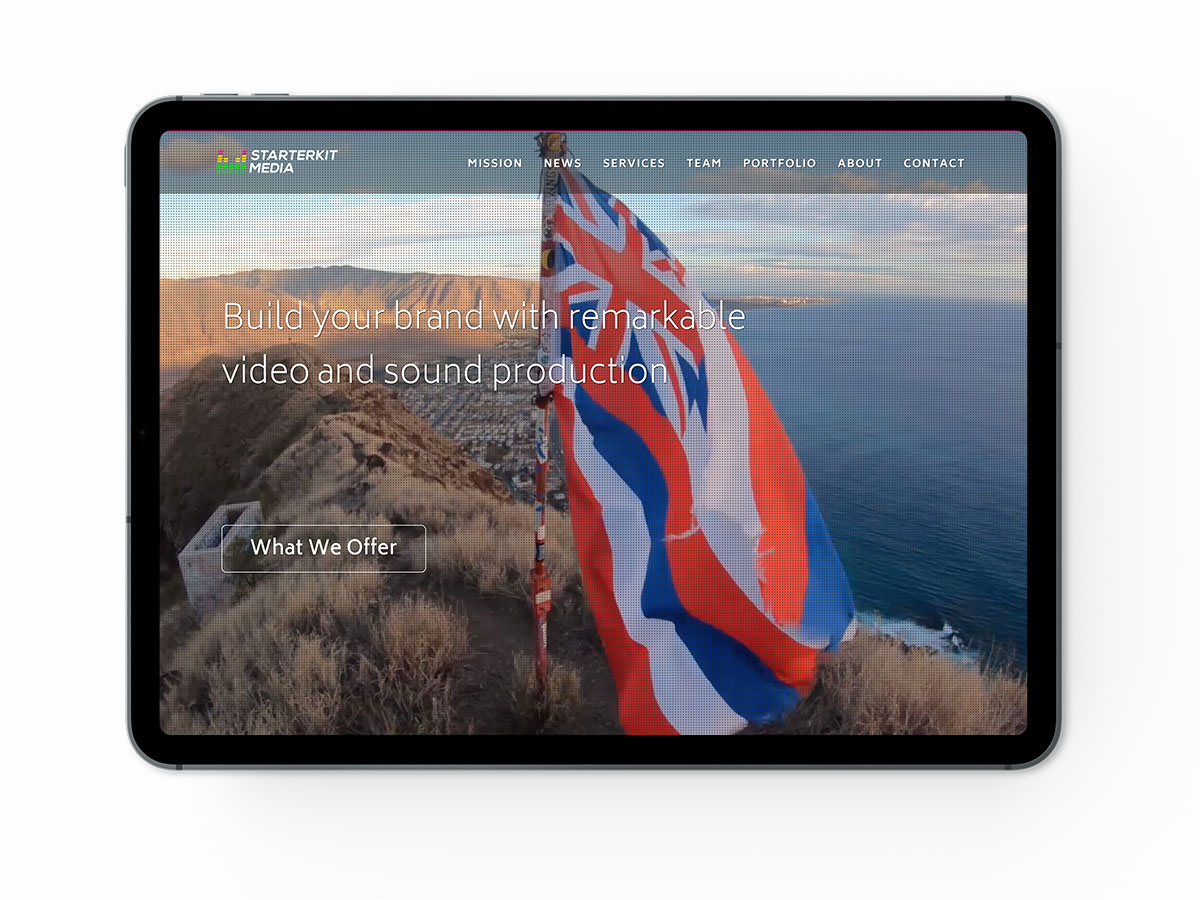 STARTERKIT
MEDIA
MISSION NEWS SERVICES TEAM PORTFOLIO ABOUT CONTACT
Build your brand with remarkable
video and sound production
What We Offer